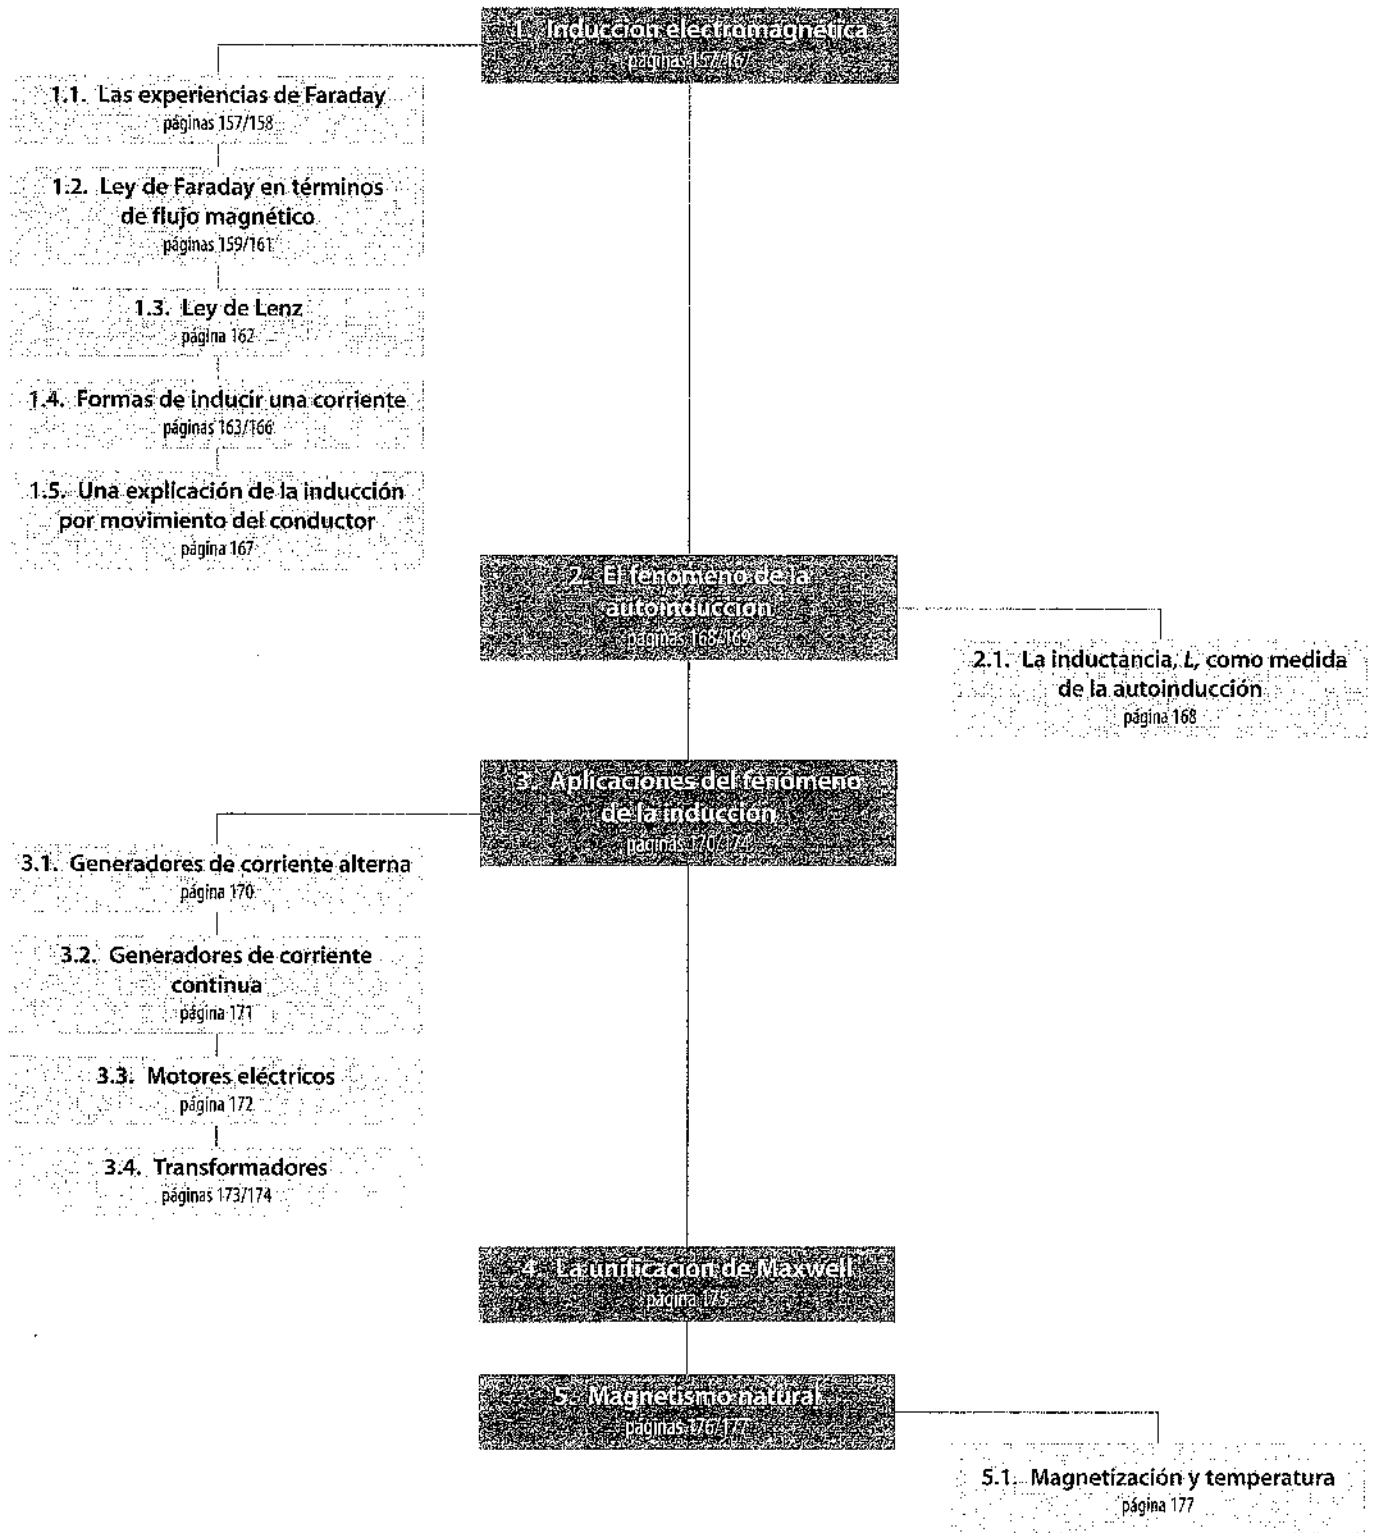 1. Inducción electromagnética
páginas 157/167
1.1. Las experiencias de Faraday
páginas 157/158
1.2. Ley de Faraday en términos
de flujo magnético
páginas 159/161
1.3. Ley de Lenz
página 162
1.4. Formas de inducir una corriente
páginas 163/166
1.5. Una explicación de la inducción
por movimiento del conductor
página 167
2. El fenómeno de la
autoinducción
páginas 168/169
2.1. La inductancia, L, como medida
de la autoinducción
página 168
3. Aplicaciones del fenómeno
de la inducción
páginas 170/174
3.1. Generadores de corriente alterna
página 170
3.2. Generadores de corriente
continua
página 171
3.3. Motores eléctricos
página 172
3.4. Transformadores
páginas 173/174
4. La unificación de Maxwell
página 175
5. Magnetismo natural
páginas 176/177
5.1. Magnetización y temperatura
página 177